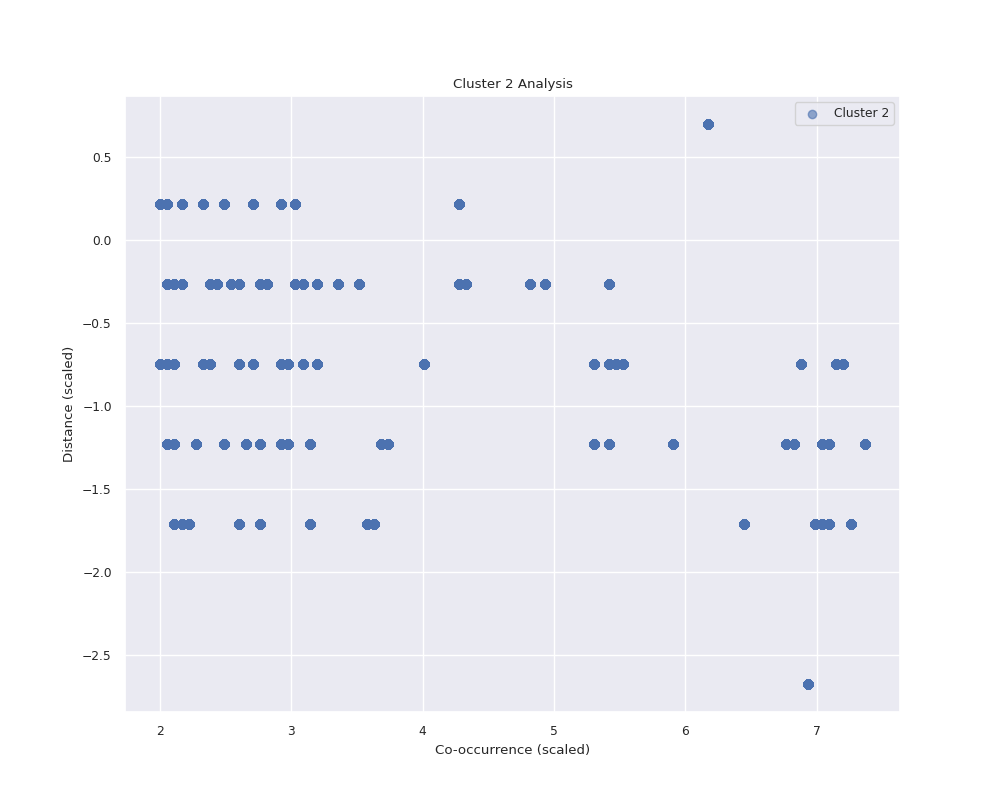 Cluster 2 Analysis
Cluster 2
0.5
0.0
−0.5
−1.0
−1.5
−2.0
−2.5
Distance (scaled)
2 3 4 5 6 7
Co-occurrence (scaled)